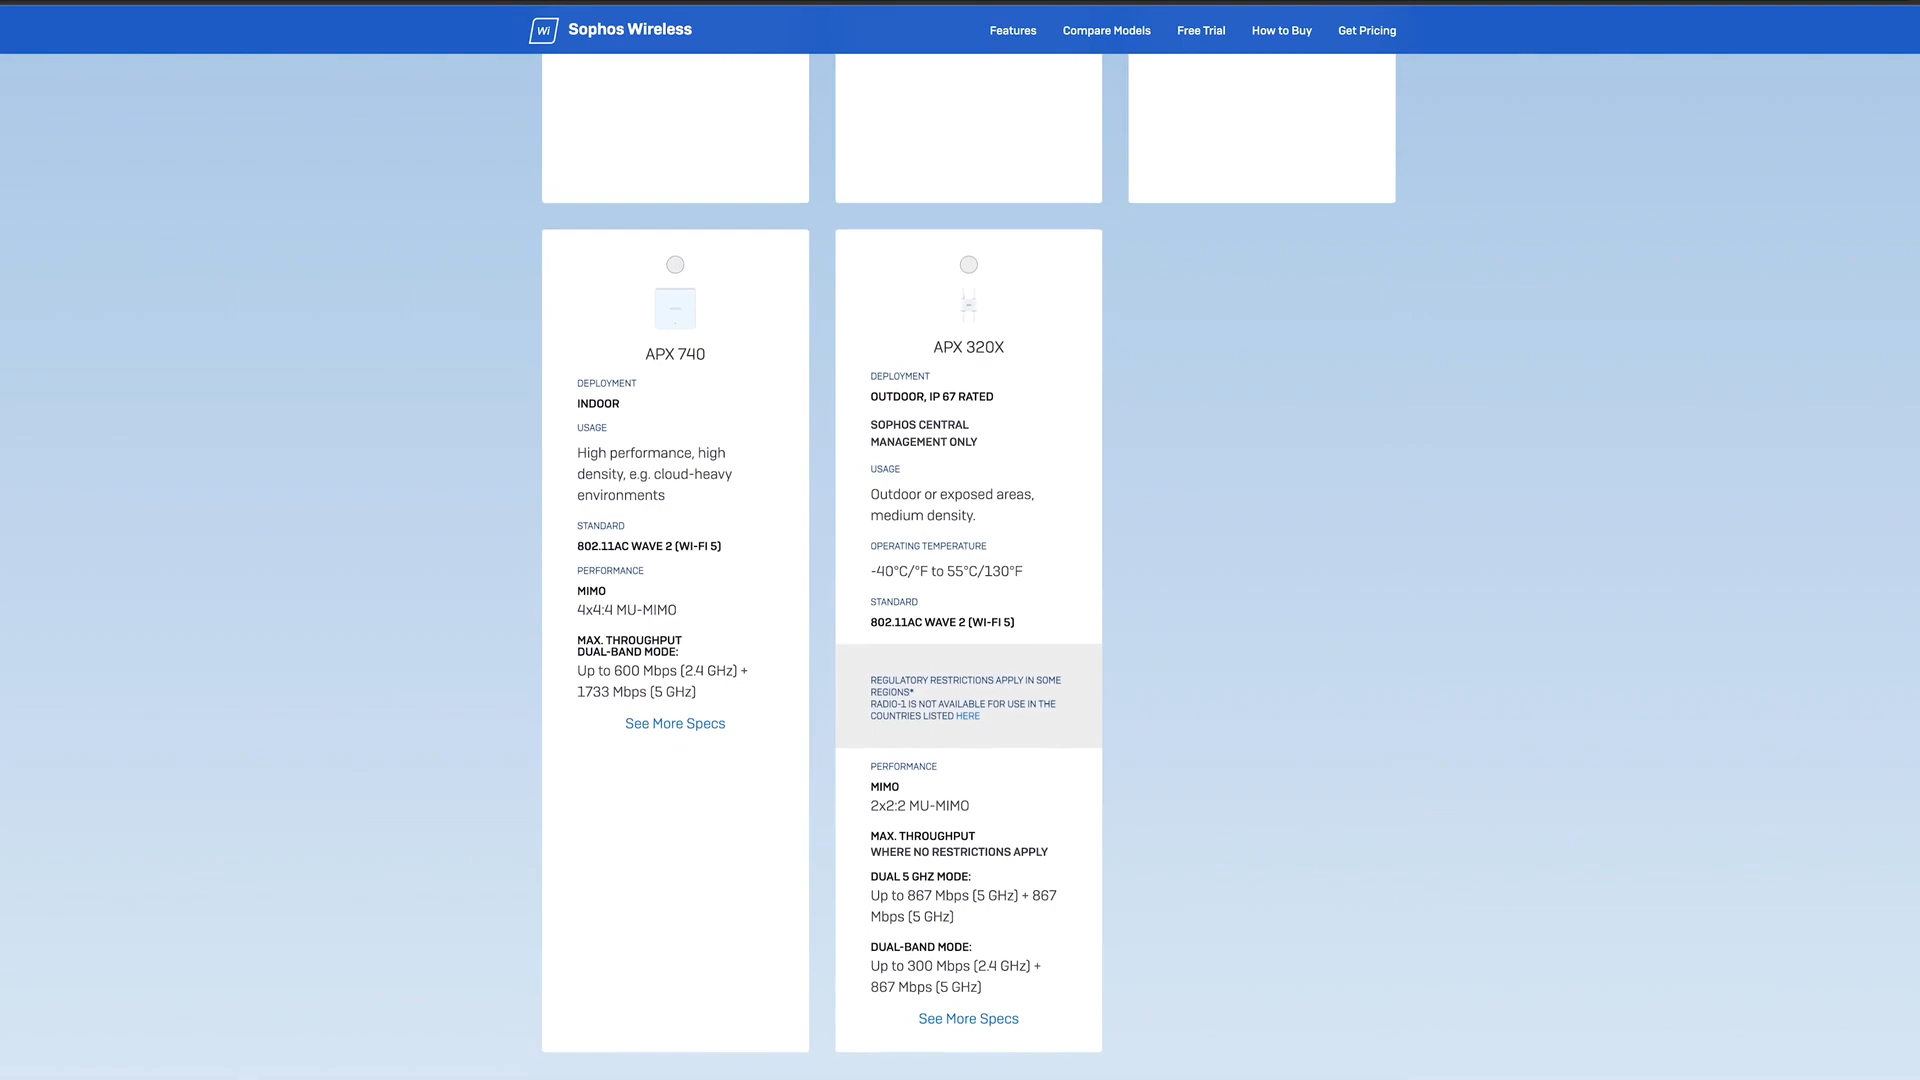 Wi Sophos Wireless
Features
Compare Models
Free Trial
How to Buy
Get Pricing
APX 740
DEPLOYMENT
INDOOR
USAGE
High performance, high
density, e.g. cloud-heavy
environments
STANDARD
802.11AC WAVE 2 (WI-FI 5)
PERFORMANCE
MIMO
4x4:4 MU-MIMO
MAX. THROUGHPUT
DUAL-BAND MODE:
Up to 600 Mbps (2.4 GHz) +
1733 Mbps (5 GHz)
See More Specs
APX 320X
DEPLOYMENT
OUTDOOR, IP 67 RATED
SOPHOS CENTRAL
MANAGEMENT ONLY
USAGE
Outdoor or exposed areas,
medium density.
OPERATING TEMPERATURE
-40°C/°F to 55°C/130°F
STANDARD
802.11AC WAVE 2 (WI-FI 5)
REGULATORY RESTRICTIONS APPLY IN SOME
REGIONS*
RADIO-1 IS NOT AVAILABLE FOR USE IN THE
COUNTRIES LISTED HERE
PERFORMANCE
MIMO
2x2:2 MU-MIMO
MAX. THROUGHPUT
WHERE NO RESTRICTIONS APPLY
DUAL 5 GHZ MODE:
Up to 867 Mbps (5 GHz) + 867
Mbps (5 GHz)
DUAL-BAND MODE:
Up to 300 Mbps (2.4 GHz) +
867 Mbps (5 GHz)
See More Specs